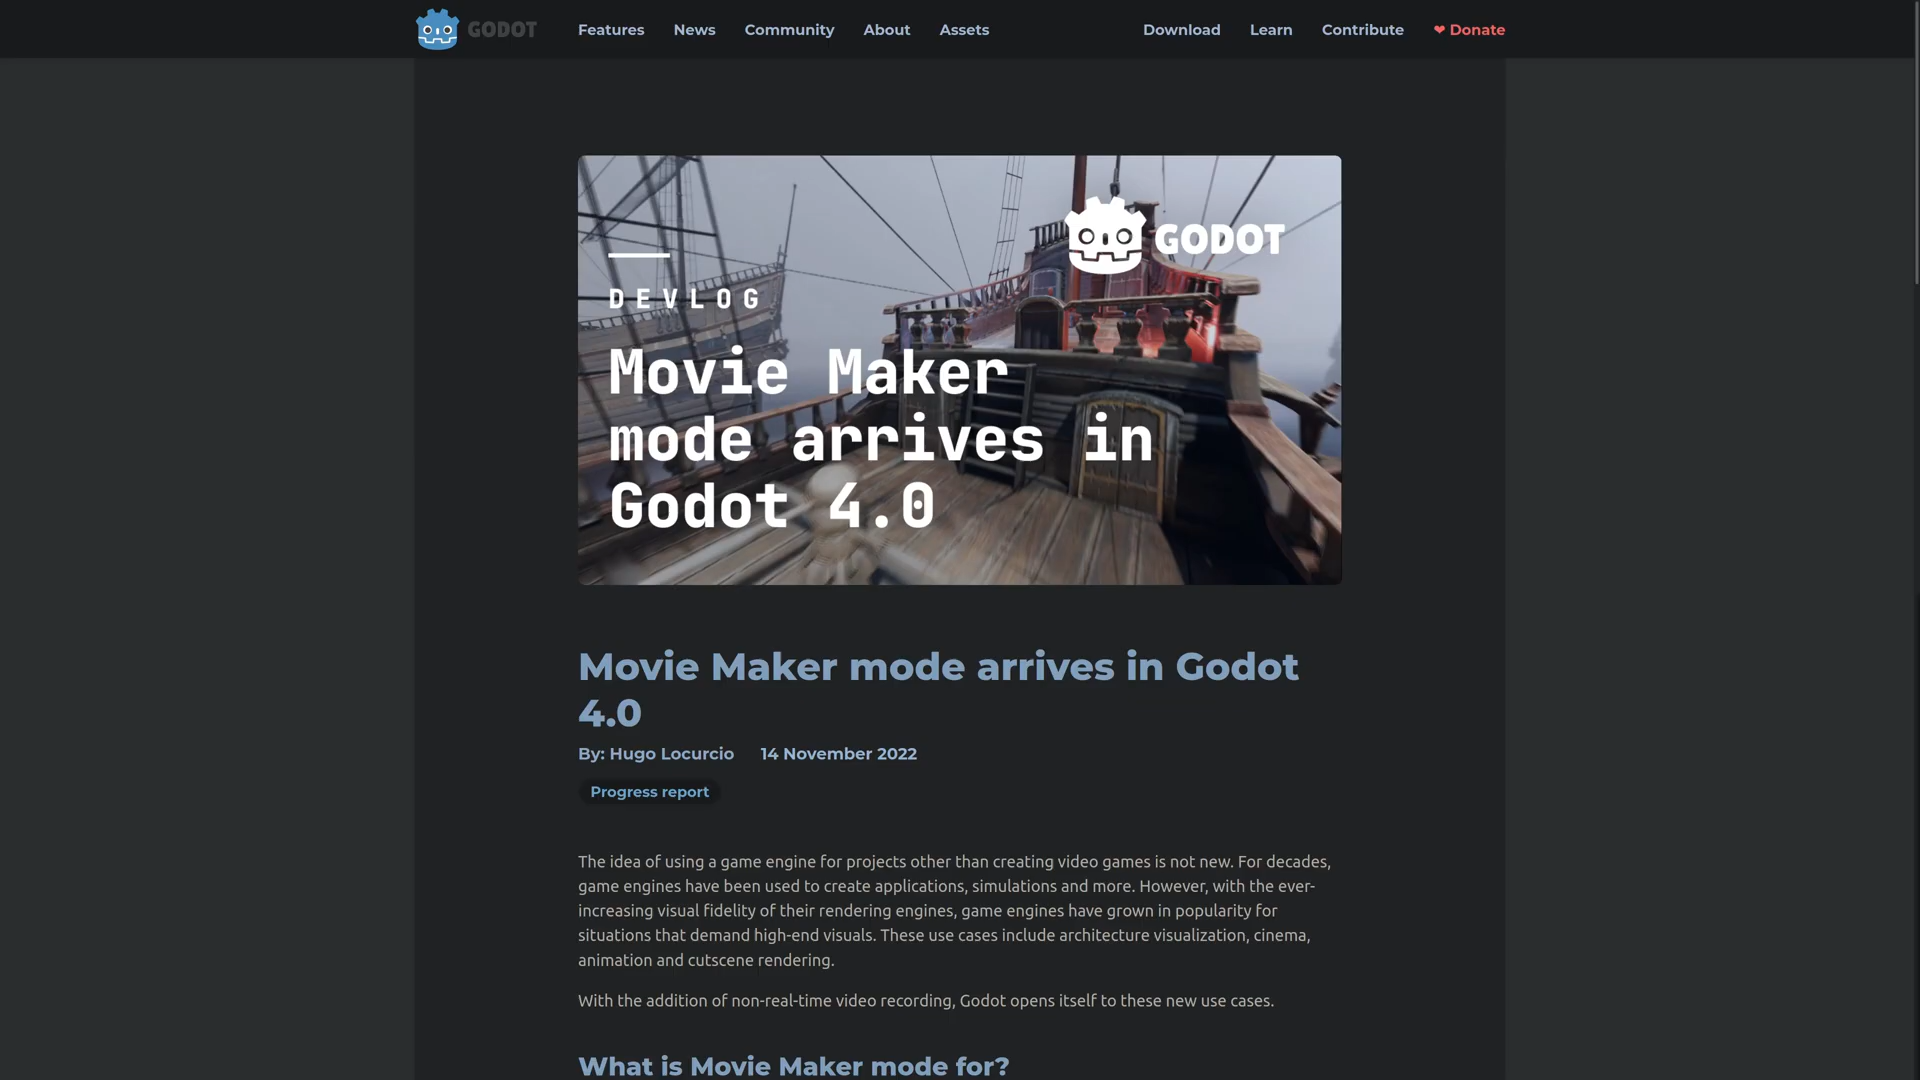 GODOT
Features News Community About Assets Download Learn Contribute ❤ Donate
GODOT
DEVLOG
Movie Maker
mode arrives in
Godot 4.0
Movie Maker mode arrives in Godot
4.0
By: Hugo Locurcio 14 November 2022
Progress report
The idea of using a game engine for projects other than creating video games is not new. For decades,
game engines have been used to create applications, simulations and more. However, with the ever-
increasing visual fidelity of their rendering engines, game engines have grown in popularity for
situations that demand high-end visuals. These use cases include architecture visualization, cinema,
animation and cutscene rendering.
With the addition of non-real-time video recording, Godot opens itself to these new use cases.
What is Movie Maker mode for?